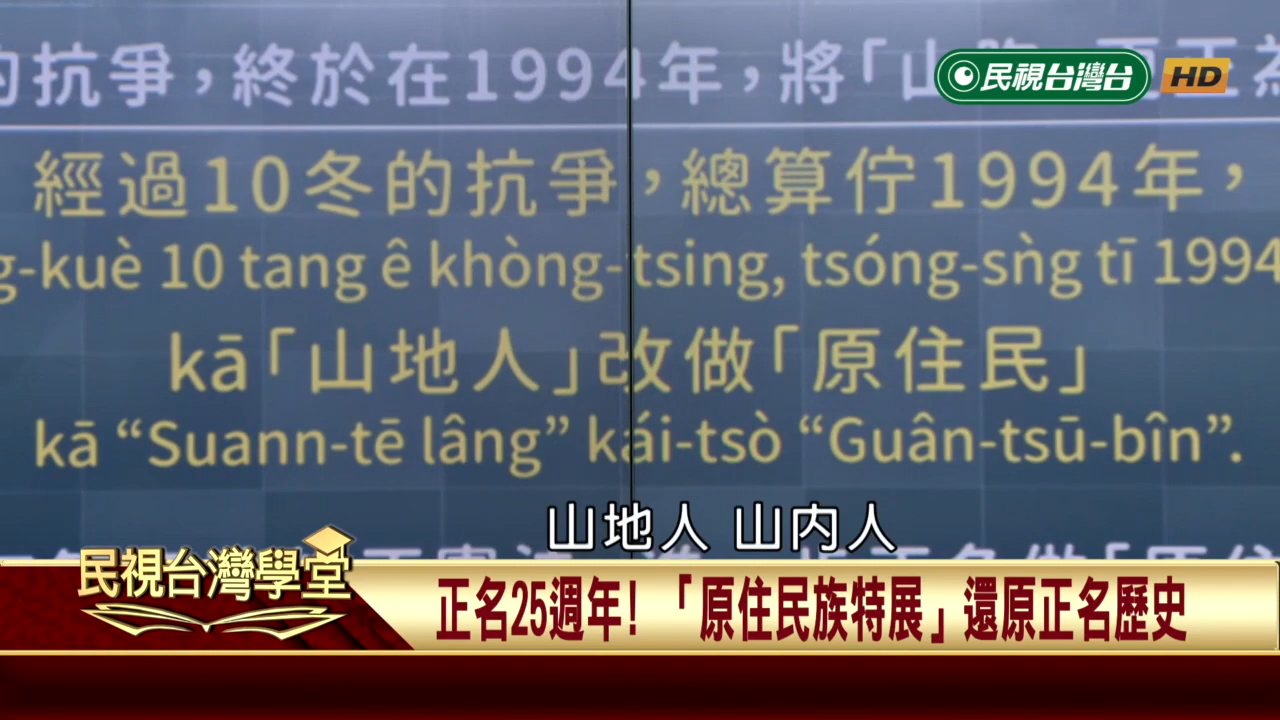 的抗爭，終於在1994年，將「山
民視台灣台 HD
經過10冬的抗爭，總算佇1994年，
g-kuè 10 tang ê khòng-tsing, tsóng-sǹg tī 1994
kā「山地人」改做「原住民」
kā “Suann-tē lâng” kái-tsò “Guân-tsū-bîn”.
山地人 山內人
民視台灣學堂
正名25週年!「原住民族特展」還原正名歷史